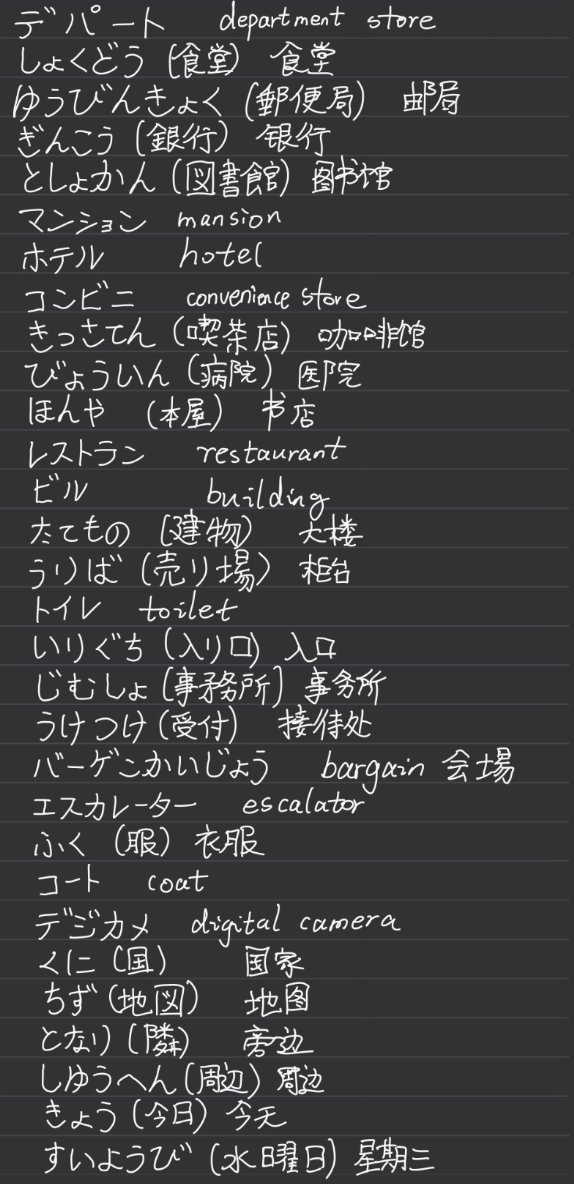 デパート department store
しょくどう (食堂) 食堂
ゆうびんきょく (郵便局) 邮局
ぎんこう (銀行) 银行
としょかん (図書館) 图书馆
マンション mansion
ホテル hotel
コンビニ convenience store
きっさてん (喫茶店) 咖啡馆
びょういん (病院) 医院
ほんや (本屋) 书店
レストラン restaurant
ビル building
たてもの (建物) 大楼
うりば (売り場) 柜台
トイレ toilet
いりぐち (入り口) 入口
じむしょ (事務所) 事务所
うけつけ (受付) 接待处
バーゲンかいじょう bargain 会場
エスカレーター escalator
ふく (服) 衣服
コート coat
デジカメ digital camera
くに (国) 国家
ちず (地図) 地图
となり (隣) 旁边
しゆうへん (周辺) 周边
きょう (今日) 今天
すいようび (水曜日) 星期三